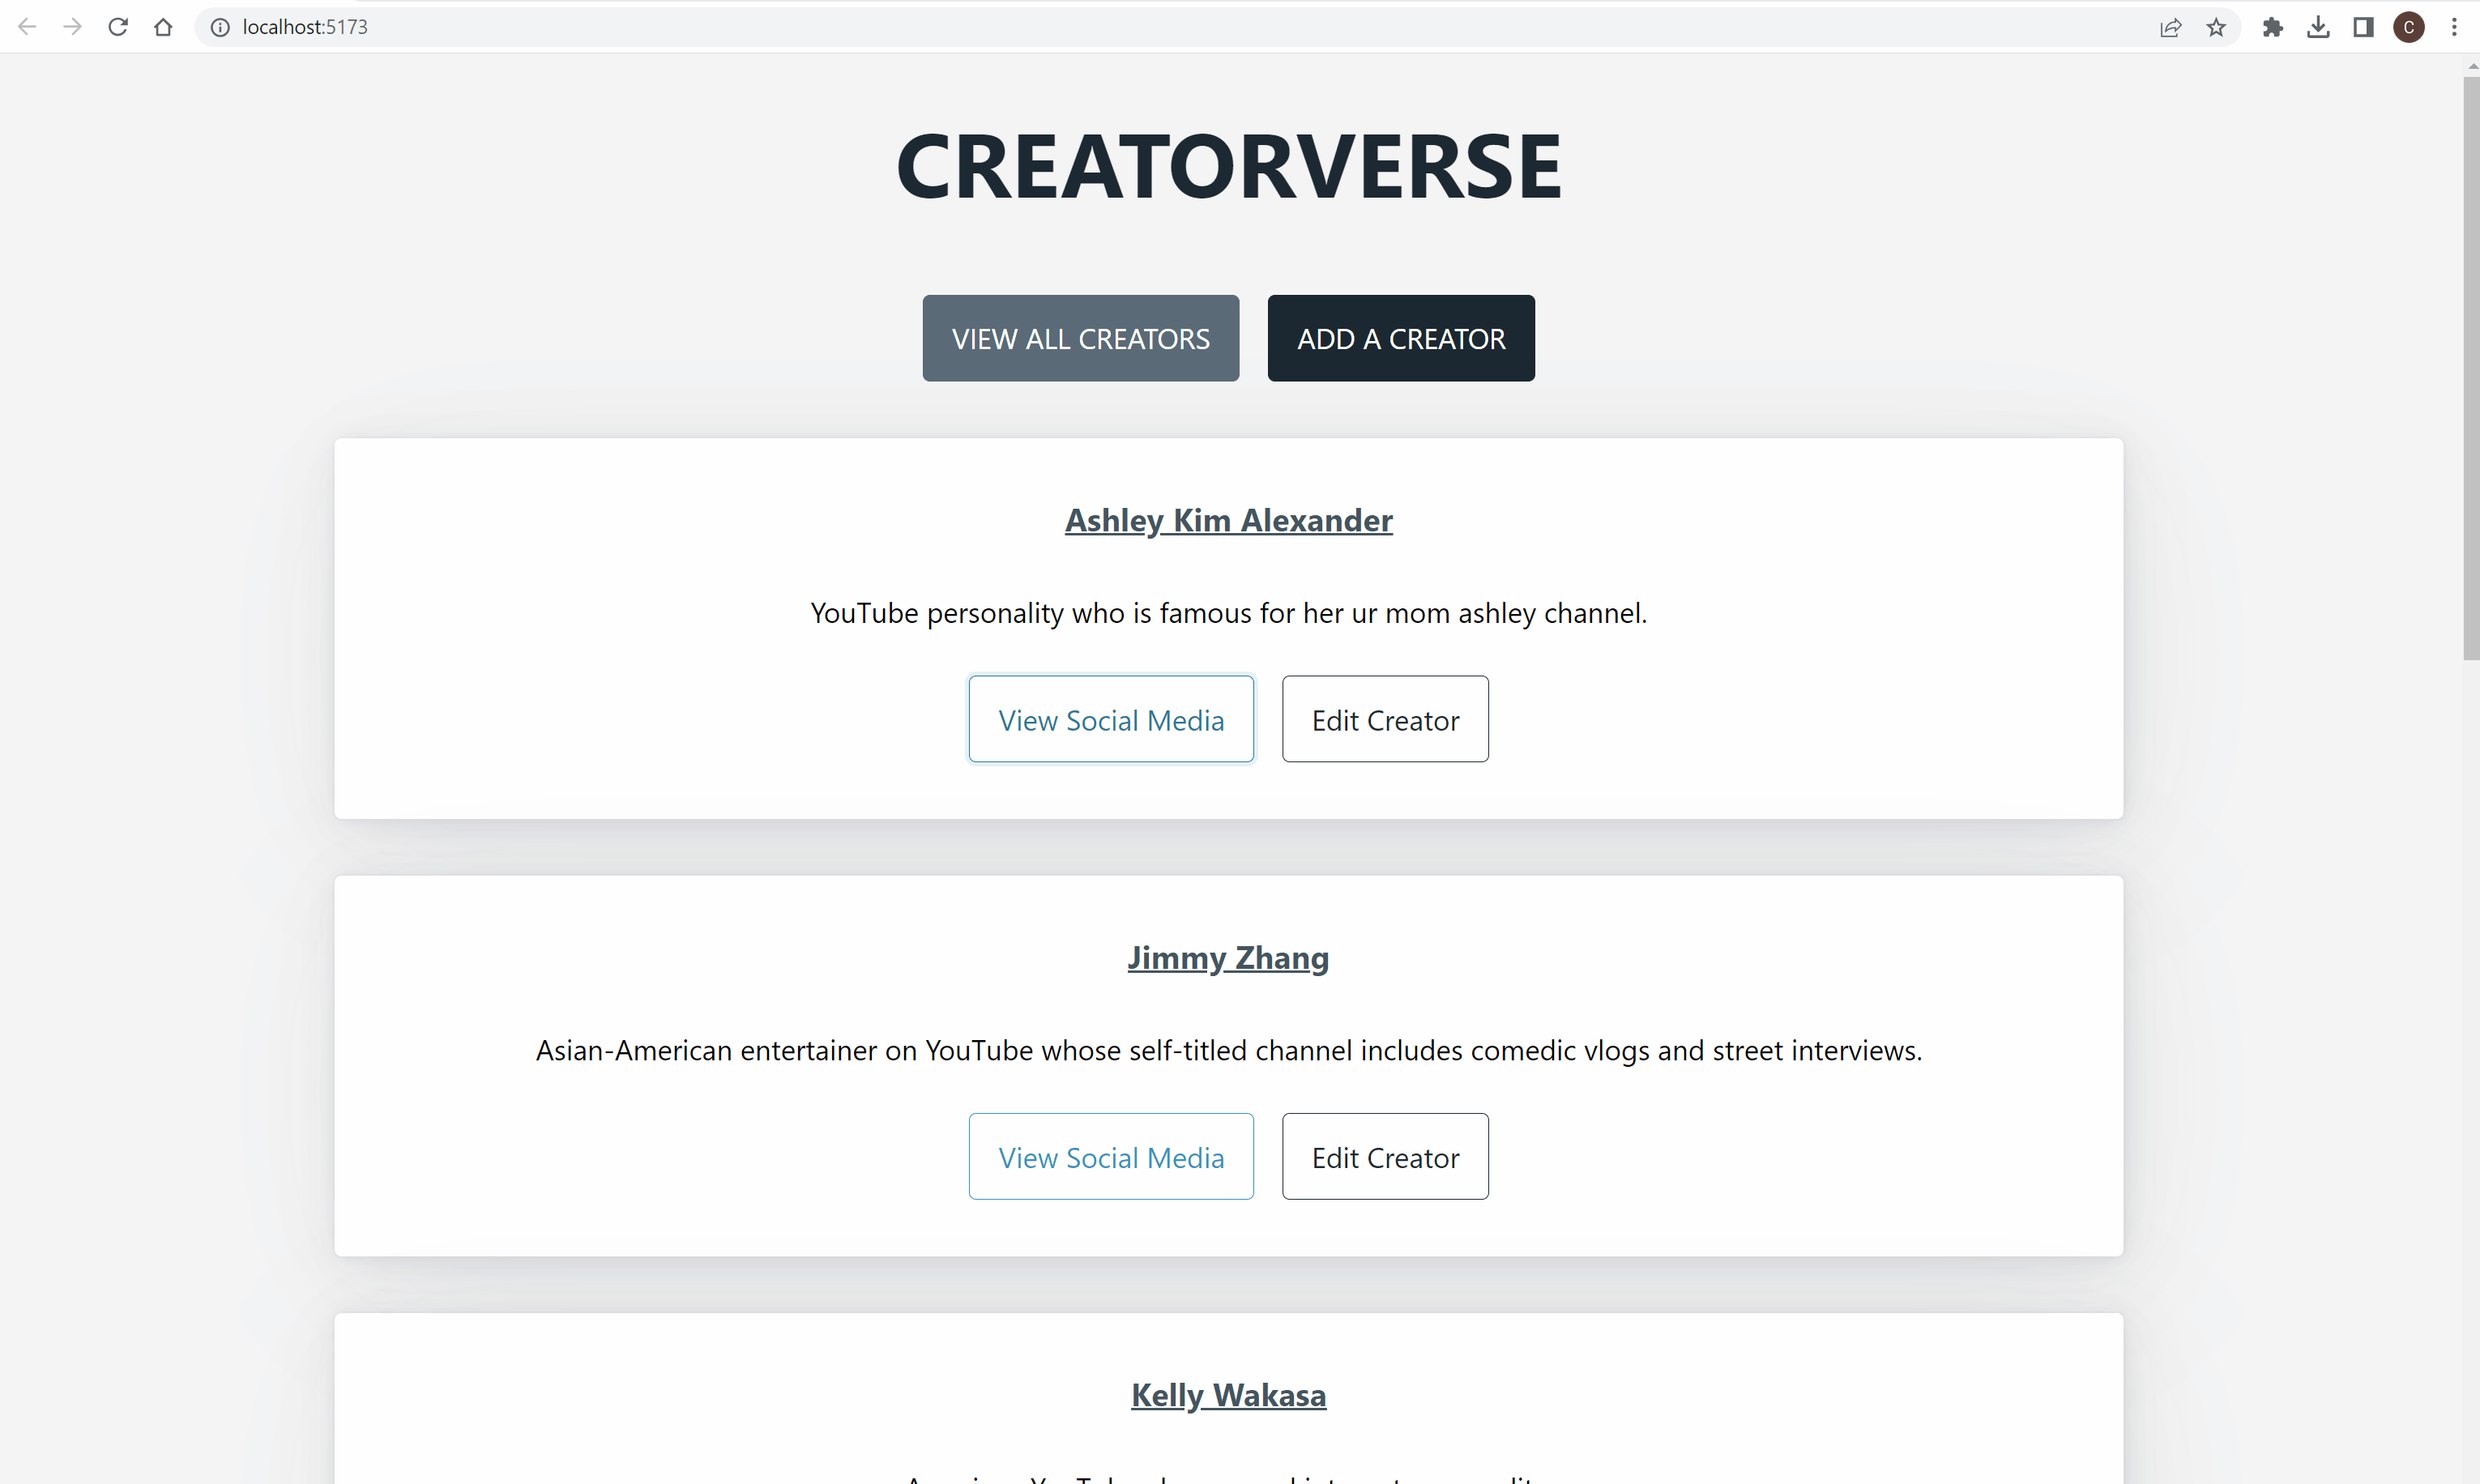 localhost:5173
C
CREATORVERSE
VIEW ALL CREATORS ADD A CREATOR
Ashley Kim Alexander
YouTube personality who is famous for her ur mom ashley channel.
View Social Media Edit Creator
Jimmy Zhang
Asian-American entertainer on YouTube whose self-titled channel includes comedic vlogs and street interviews.
View Social Media Edit Creator
Kelly Wakasa